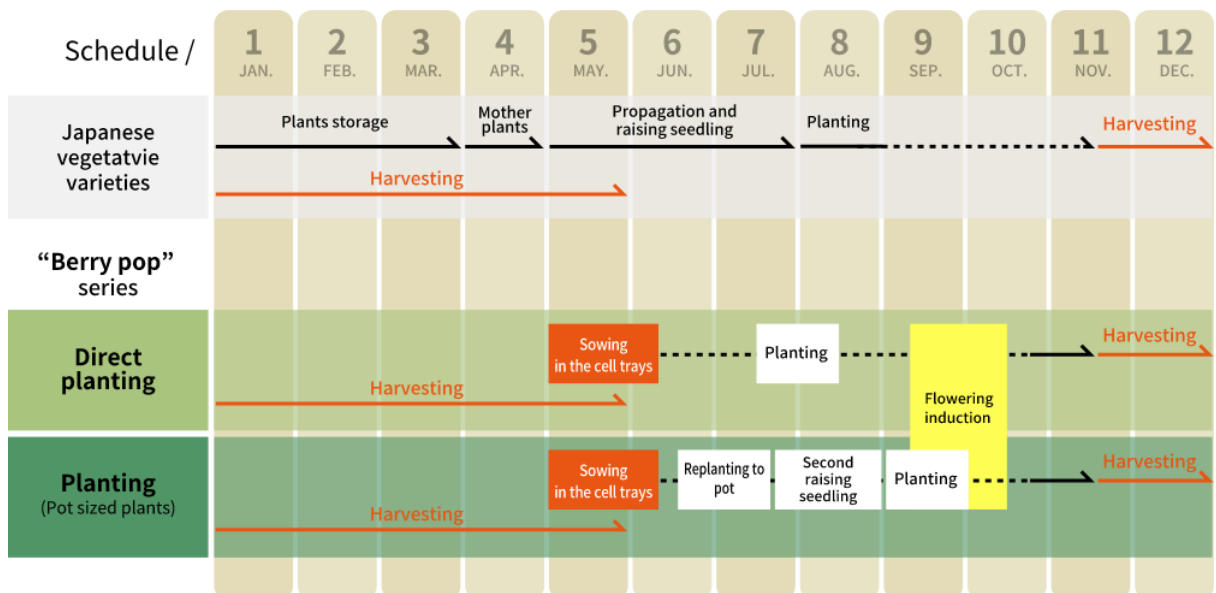 Schedule /
1 2 3 4 5 6 7 8 9 10 11 12
JAN. FEB. MAR. APR. MAY. JUN. JUL. AUG. SEP. OCT. NOV. DEC.
Japanese
vegetatvie
varieties
Plants storage
Mother
plants
Propagation and
raising seedling
Planting
Harvesting
Harvesting
“Berry pop”
series
Direct
planting
Sowing
in the cell trays
Planting
Flowering
induction
Harvesting
Harvesting
Planting
(Pot sized plants)
Sowing
in the cell trays
Replanting to
pot
Second
raising
seedling
Planting
Harvesting
Harvesting